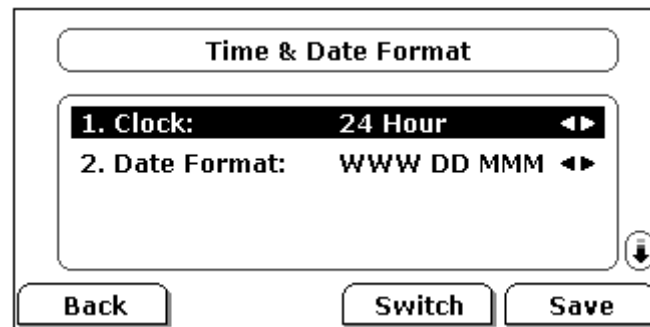 Time & Date Format
1. Clock: 24 Hour
2. Date Format: WWW DD MMM
Back Switch Save